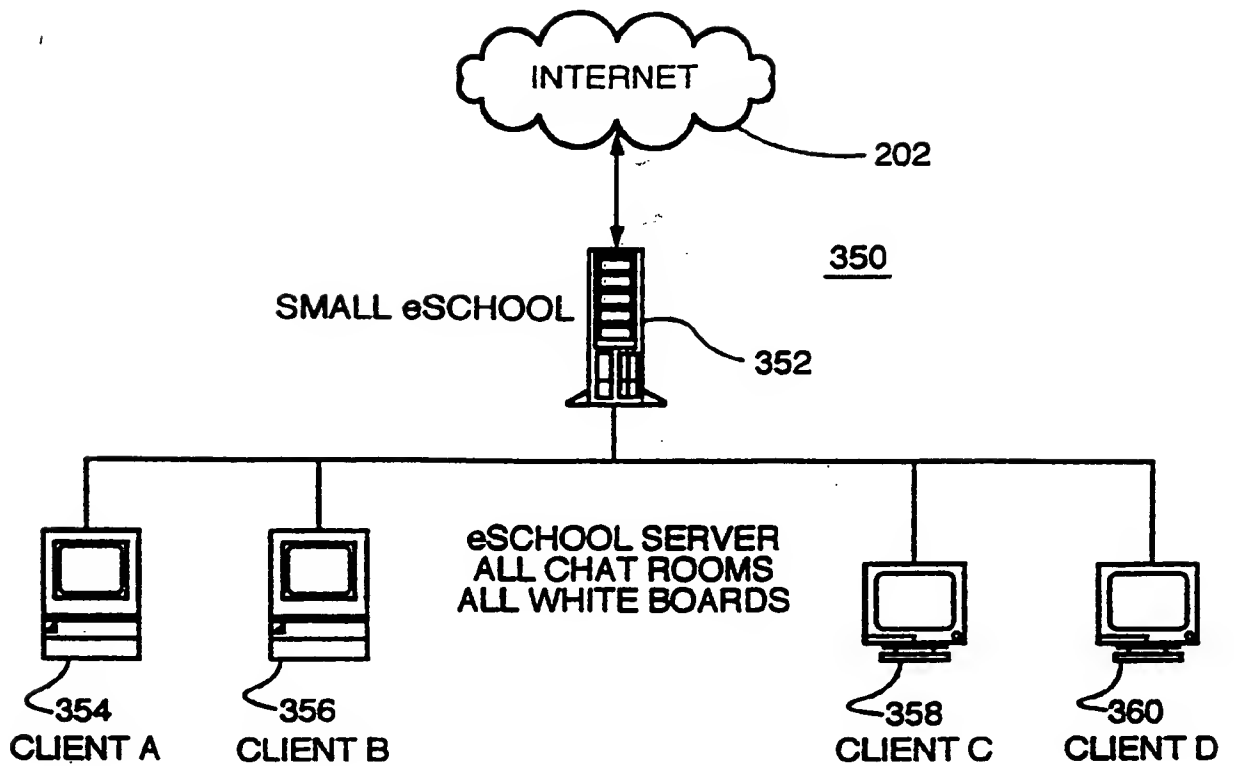 INTERNET
202
350
SMALL eSCHOOL
352
eSCHOOL SERVER
ALL CHAT ROOMS
ALL WHITE BOARDS
354
356
358
360
CLIENT A
CLIENT B
CLIENT C
CLIENT D